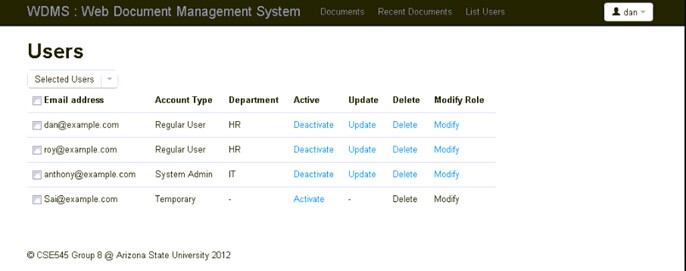 WDMS : Web Document Management System Documents Recent Documents List Users dan
Users
Selected Users
Email address Account Type Department Active Update Delete Modify Role
dan@example.com Regular User HR Deactivate Update Delete Modify
roy@example.com Regular User HR Deactivate Update Delete Modify
anthony@example.com System Admin IT Deactivate Update Delete Modify
Sai@example.com Temporary - Activate - Delete Modify
© CSE545 Group 8 @ Arizona State University 2012